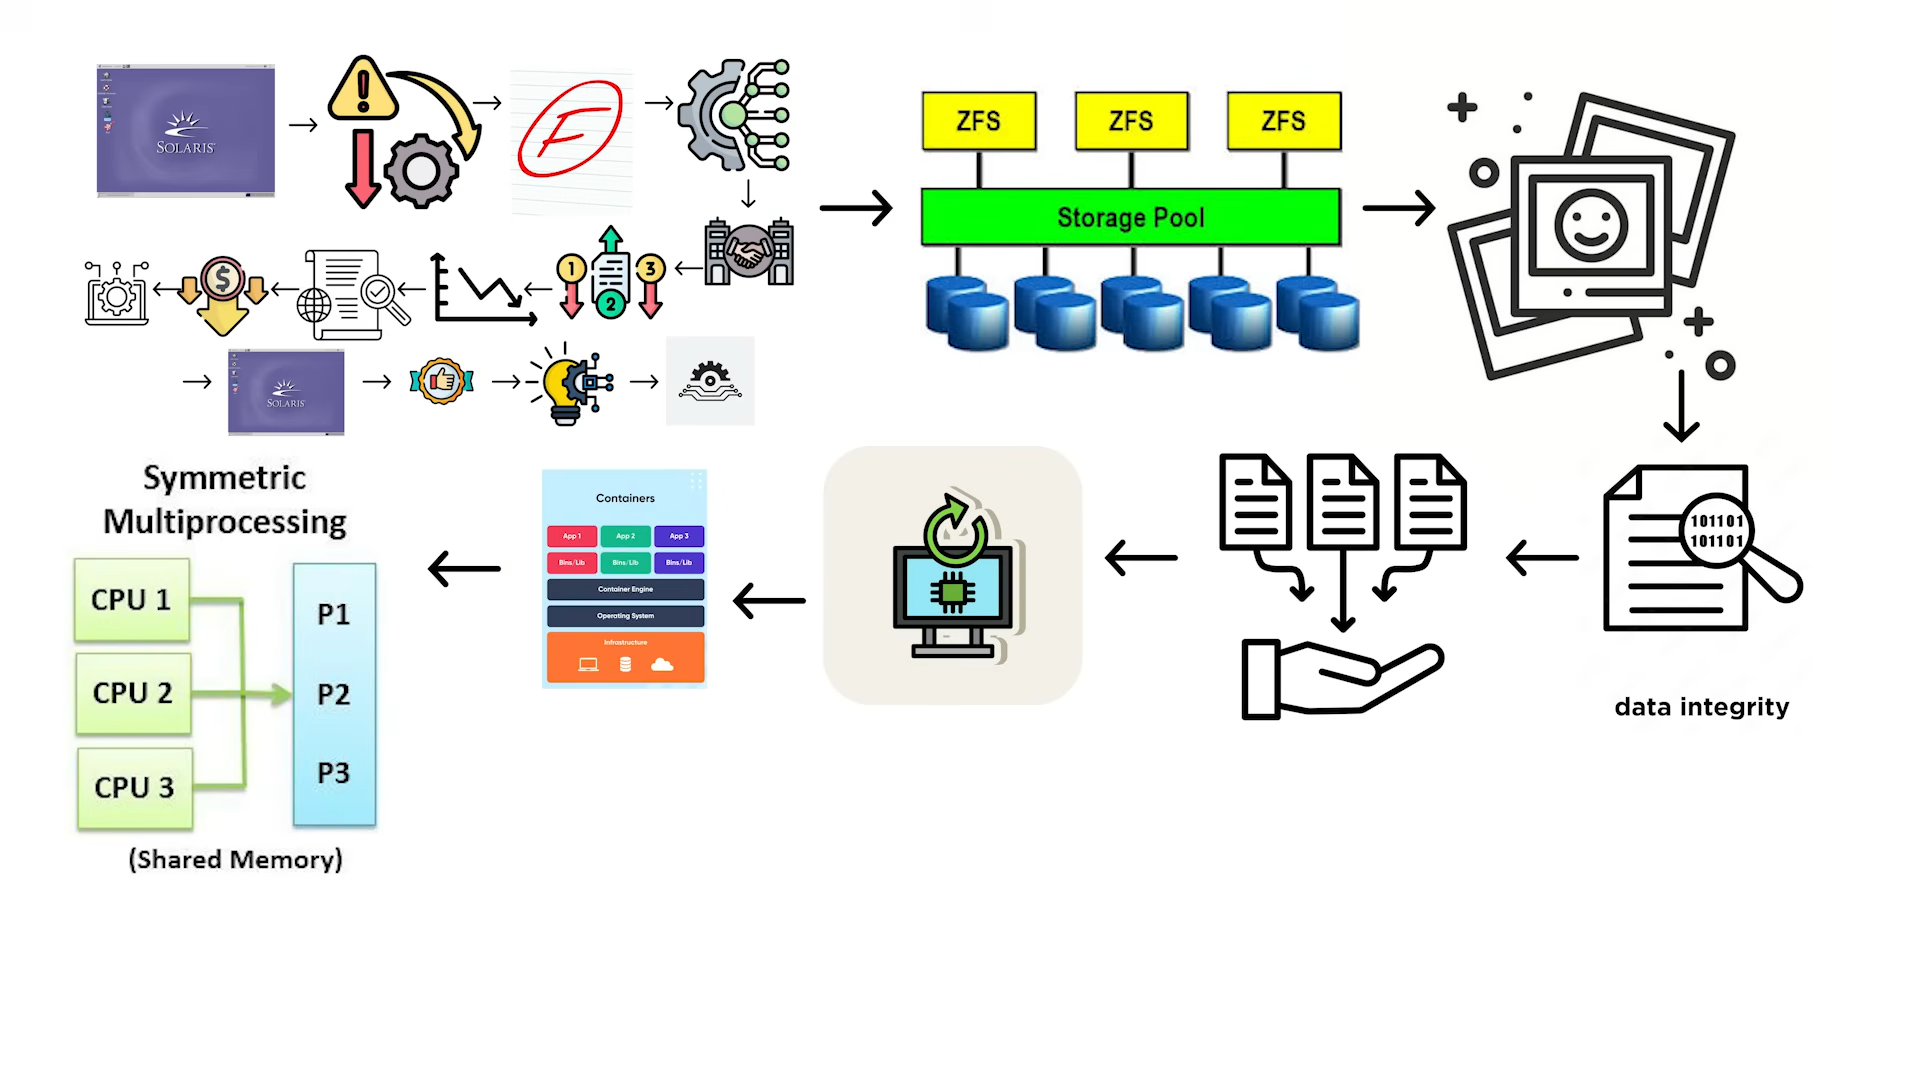 SOLARIS
F
1
2
3
$
SOLARIS
ZFS
ZFS
ZFS
Storage Pool
101101
101101
data integrity
Containers
App 1
App 2
App 3
Bins/Lib
Bins/Lib
Bins/Lib
Container Engine
Operating System
Infrastructure
Symmetric
Multiprocessing
CPU 1
CPU 2
CPU 3
P1
P2
P3
(Shared Memory)